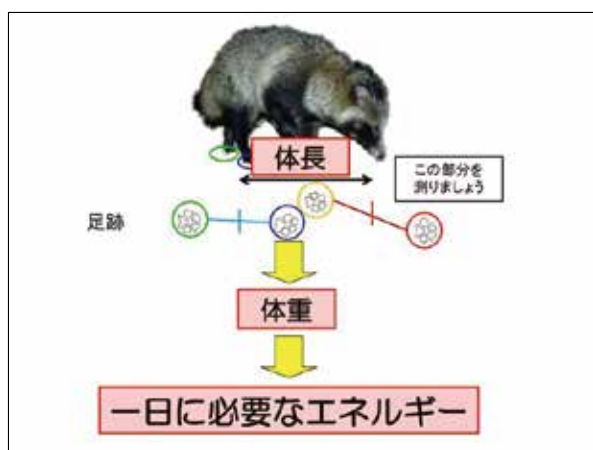 体長
この部分を
測りましょう
足跡
体重
一日に必要なエネルギー